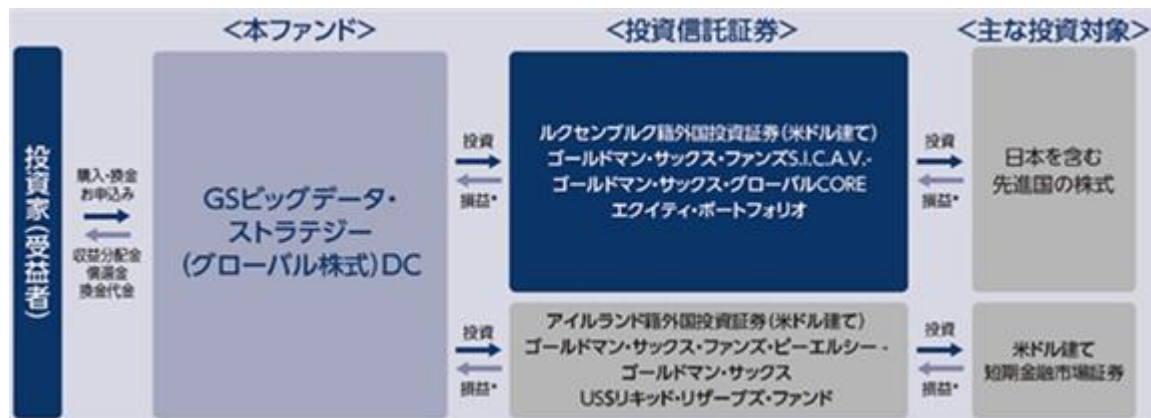 <本ファンド>
<投資信託証券>
<主な投資対象>
投資家(受益者)
購入・換金
お申込み
収益分配金
償還金
換金代金
GSビッグデータ・
ストラテジー
(グローバル株式)DC
投資
損益*
ルクセンブルク籍外国投資証券(米ドル建て)
ゴールドマン・サックス・ファンズS.I.C.A.V.-
ゴールドマン・サックス・グローバルCORE
エクイティ・ポートフォリオ
投資
損益*
日本を含む
先進国の株式
投資
損益*
アイルランド籍外国投資証券(米ドル建て)
ゴールドマン・サックス・ファンズ・ピーエルシー -
ゴールドマン・サックス
US$リキッド・リザーブズ・ファンド
投資
損益*
米ドル建て
短期金融市場証券